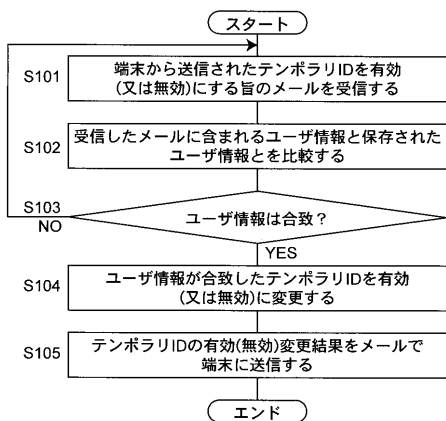 スタート
S101
端末から送信されたテンポラリIDを有効
(又は無効)にする旨のメールを受信する
S102
受信したメールに含まれるユーザ情報と保存された
ユーザ情報とを比較する
S103
ユーザ情報は合致？
NO
YES
S104
ユーザ情報が合致したテンポラリIDを有効
(又は無効)に変更する
S105
テンポラリIDの有効(無効)変更結果をメールで
端末に送信する
エンド